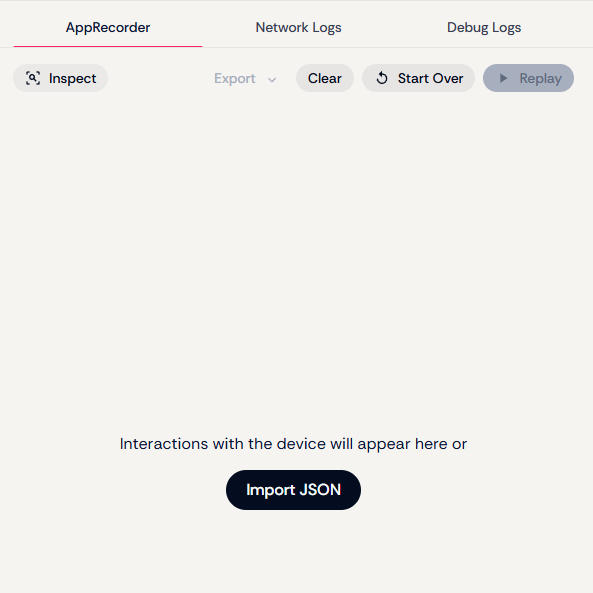 AppRecorder Network Logs Debug Logs
Inspect Export Clear Start Over Replay
Interactions with the device will appear here or
Import JSON